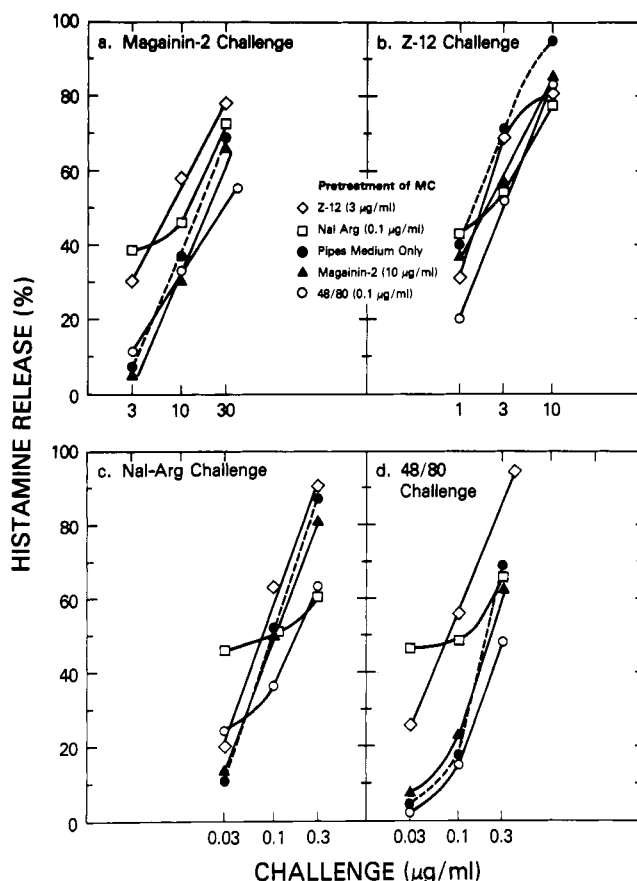 HISTAMINE RELEASE (%)
100
80
60
40
20
0
a. Magainin-2 Challenge
3 10 30
b. Z-12 Challenge
1 3 10
Pretreatment of MC
Z-12 (3 µg/ml)
Nal Arg (0.1 µg/ml)
Pipes Medium Only
Magainin-2 (10 µg/ml)
48/80 (0.1 µg/ml)
100
80
60
40
20
0
c. Nal-Arg Challenge
0.03 0.1 0.3
d. 48/80
Challenge
0.03 0.1 0.3
CHALLENGE (µg/ml)